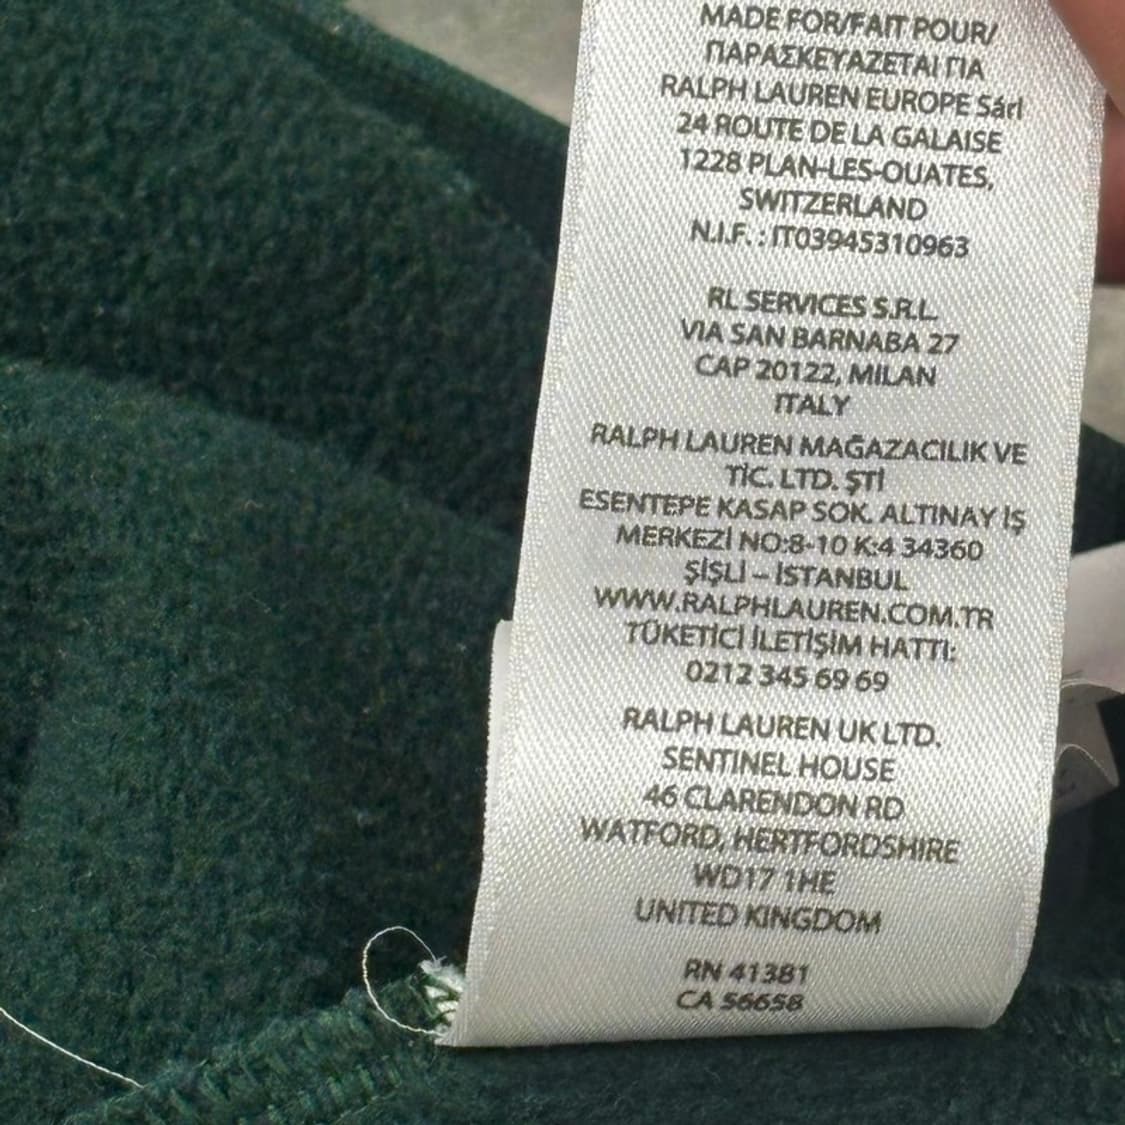 MADE FOR/FAIT POUR/
ΠΑΡΑΣΚΕΥΑΖΕΤΑΙ ΓΙΑ
RALPH LAUREN EUROPE Sárl
24 ROUTE DE LA GALAISE
1228 PLAN-LES-OUATES,
SWITZERLAND
N.I.F. : IT03945310963
RL SERVICES S.R.L.
VIA SAN BARNABA 27
CAP 20122, MILAN
ITALY
RALPH LAUREN MAĞAZACILIK VE
TİC. LTD. ŞTİ
ESENTEPE KASAP SOK. ALTINAY İŞ
MERKEZİ NO:8-10 K:4 34360
ŞİŞLİ – İSTANBUL
WWW.RALPHLAUREN.COM.TR
TÜKETİCİ İLETİŞİM HATTI:
0212 345 69 69
RALPH LAUREN UK LTD.
SENTINEL HOUSE
46 CLARENDON RD
WATFORD, HERTFORDSHIRE
WD17 1HE
UNITED KINGDOM
RN 41381
CA 56658